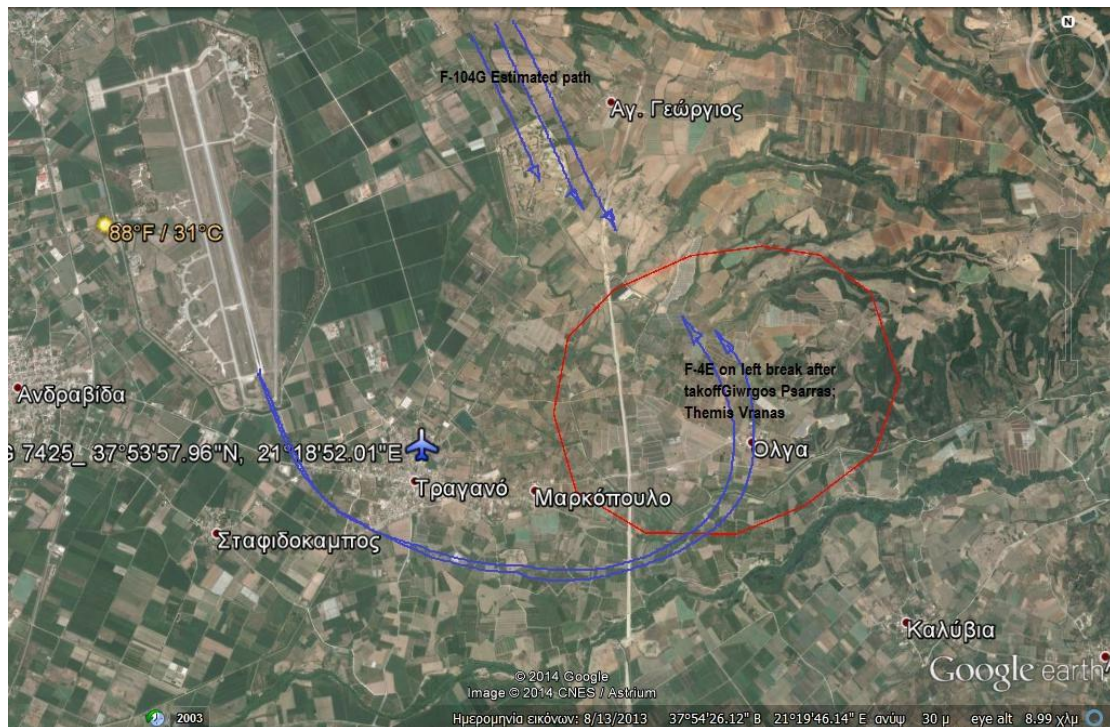 N
F-104G Estimated path
Αγ. Γεώργιος
88°F / 31°C
F-4E on left break after
takoffGiwrgos Psarras;
Themis Vranas
Ανδραβίδα
G 7425_ 37°53'57.96"N, 21°18'52.01"E
Όλγα
Τραγανό
Μαρκόπουλο
Σταφιδοκαμπος
Καλύβια
Google earth
© 2014 Google
Image © 2014 CNES / Astrium
2003
Ημερομηνία εικόνων: 8/13/2013 37°54'26.12" Β 21°19'46.14" Ε ανύψ 30 μ eye alt 8.99 χλμ